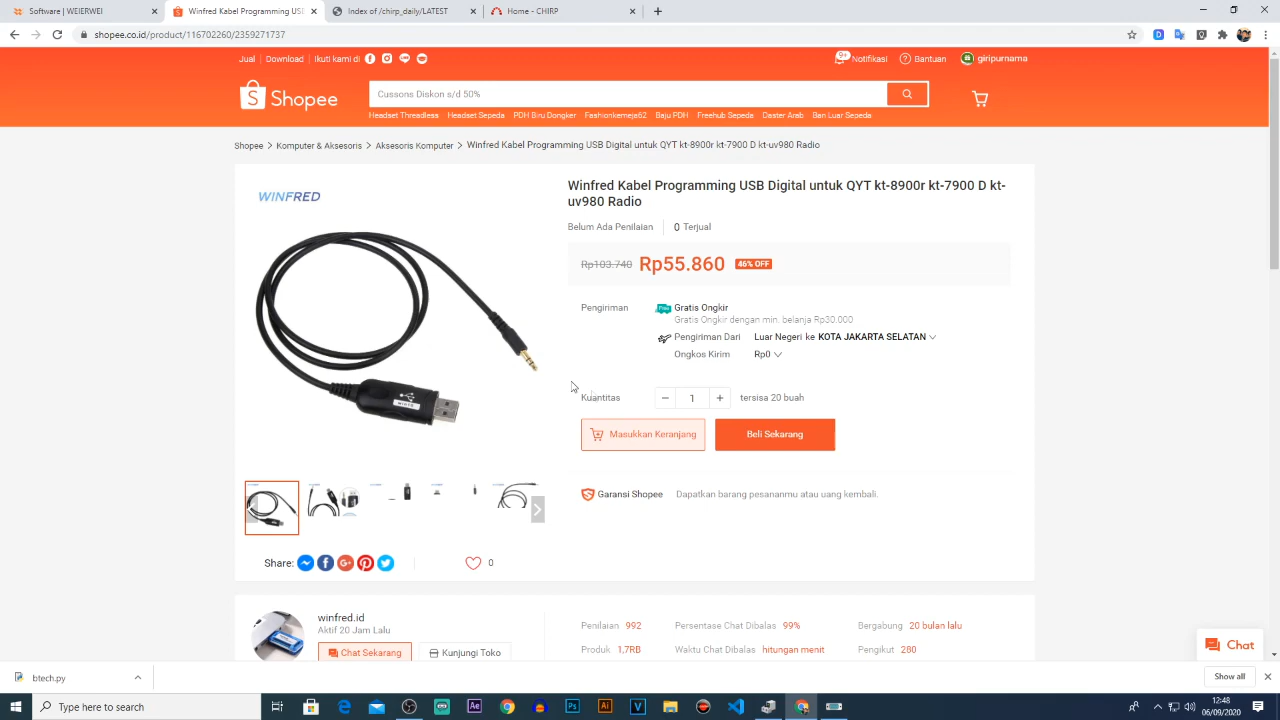 Software | WEIERWEI
Winfred Kabel Programming USB
Index of /chirp_daily/LATEST
Home - CHIRP
shopee.co.id/product/116702260/2359271737
Jual | Download | Ikuti kami di
9+
Notifikasi
Bantuan
giripurnama
Shopee
Cussons Diskon s/d 50%
Headset Threadless Headset Sepeda PDH Biru Dongker Fashionkemeja62 Baju PDH Freehub Sepeda Daster Arab Ban Luar Sepeda
Shopee > Komputer & Aksesoris > Aksesoris Komputer > Winfred Kabel Programming USB Digital untuk QYT kt-8900r kt-7900 D kt-uv980 Radio
WINFRED
Winfred Kabel Programming USB Digital untuk QYT kt-8900r kt-7900 D kt-
uv980 Radio
Belum Ada Penilaian
0 Terjual
Rp103.740 Rp55.860 46% OFF
Pengiriman
Free
Gratis Ongkir
Gratis Ongkir dengan min. belanja Rp30.000
Pengiriman Dari Luar Negeri ke KOTA JAKARTA SELATAN
Ongkos Kirim Rp0
Kuantitas
1
tersisa 20 buah
Masukkan Keranjang
Beli Sekarang
Garansi Shopee Dapatkan barang pesananmu atau uang kembali.
Share:
0
winfred.id
Aktif 20 Jam Lalu
Chat Sekarang
Kunjungi Toko
Penilaian 992
Persentase Chat Dibalas 99%
Bergabung 20 bulan lalu
Produk 1,7RB
Waktu Chat Dibalas hitungan menit
Pengikut 280
Chat
btech.py
Show all
Type here to search
12:48
06/09/2020